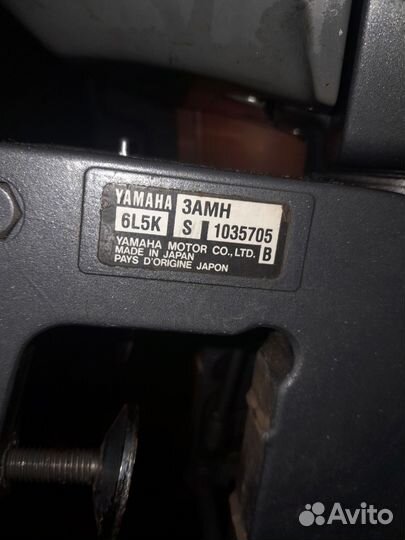 YAMAHA 3AMH
6L5K S 1035705
YAMAHA MOTOR CO., LTD. B
MADE IN JAPAN
PAYS D'ORIGINE JAPON
Avito